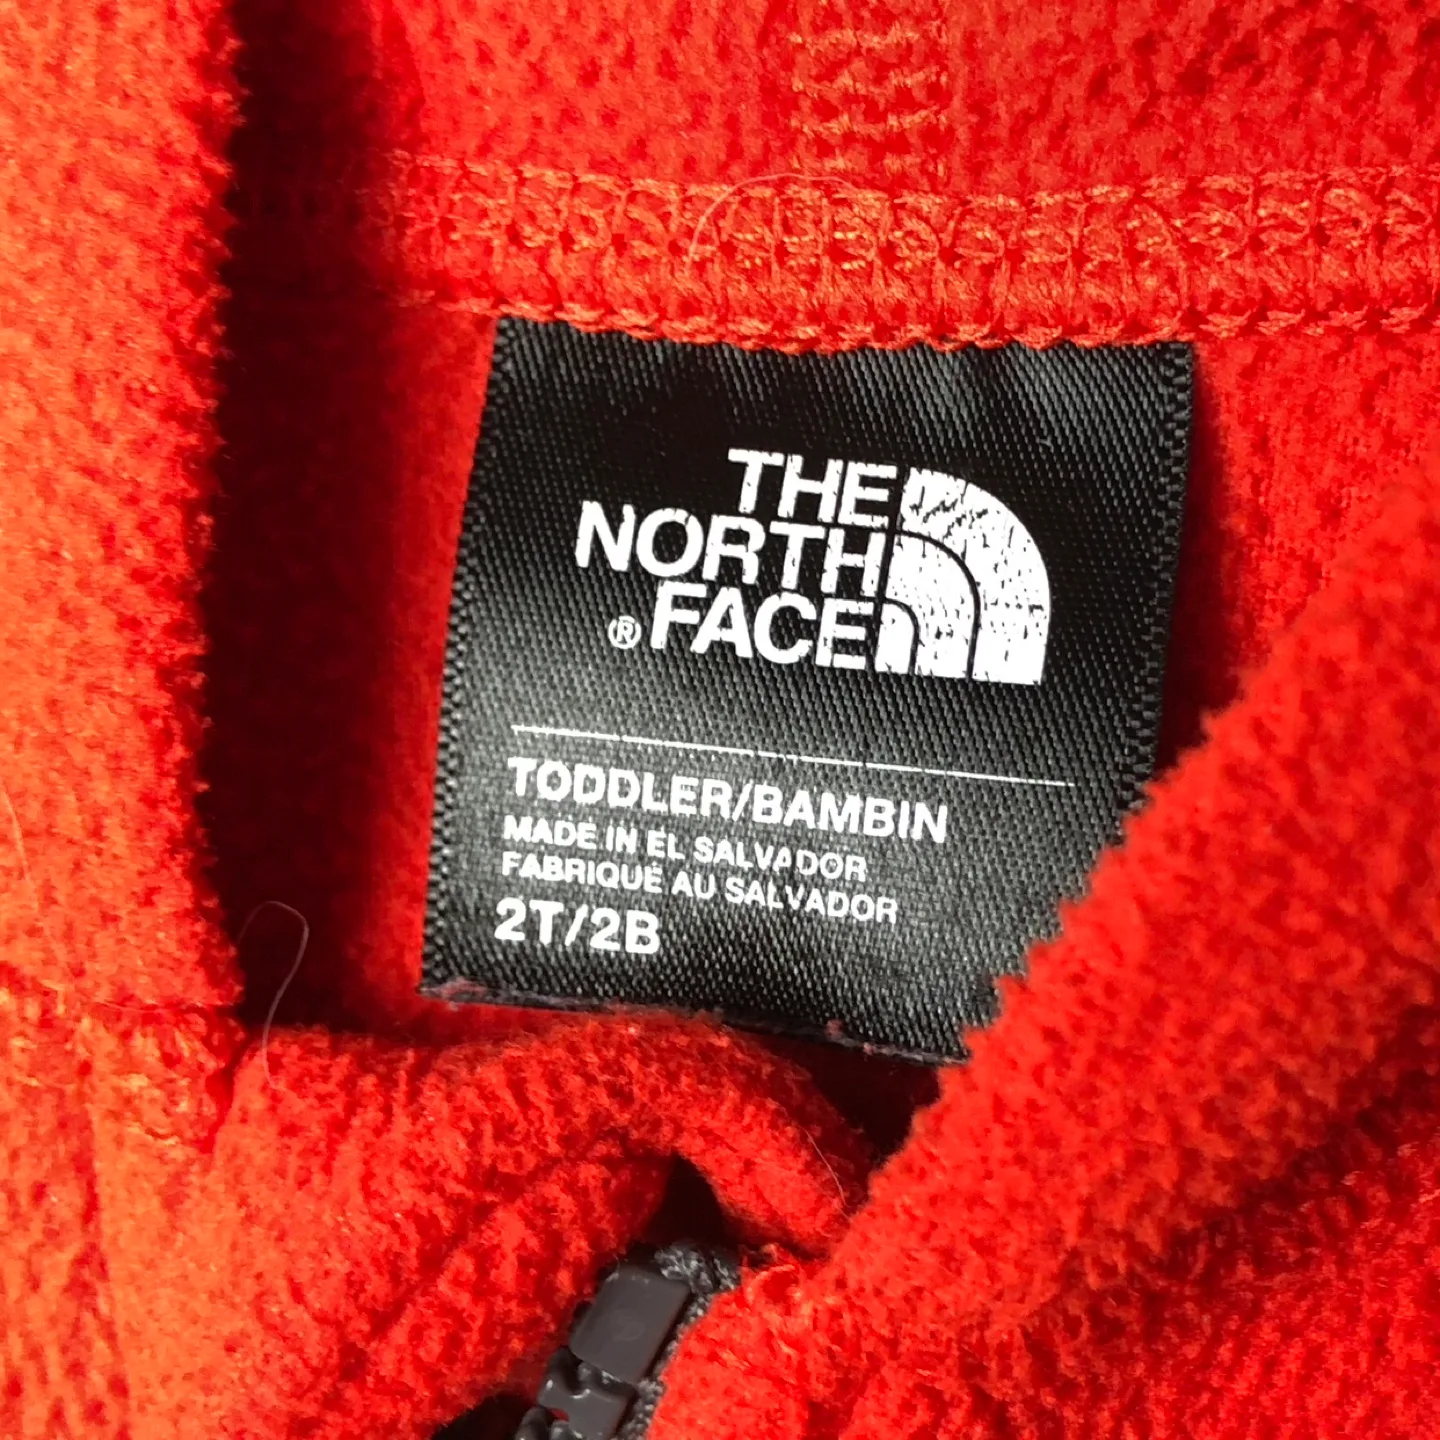 THE
NORTH
®FACE
TODDLER/BAMBIN
MADE IN EL SALVADOR
FABRIQUÉ AU SALVADOR
2T/2B